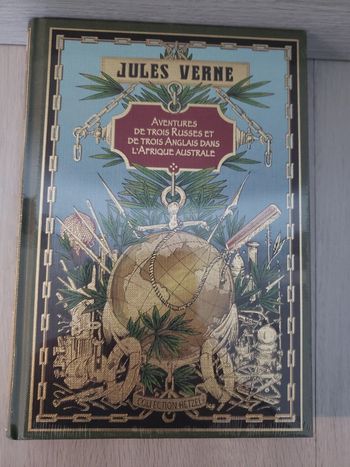 JULES VERNE
AVENTURES
DE TROIS RUSSES ET
DE TROIS ANGLAIS DANS
L'AFRIQUE AUSTRALE
COLLECTION HETZEL